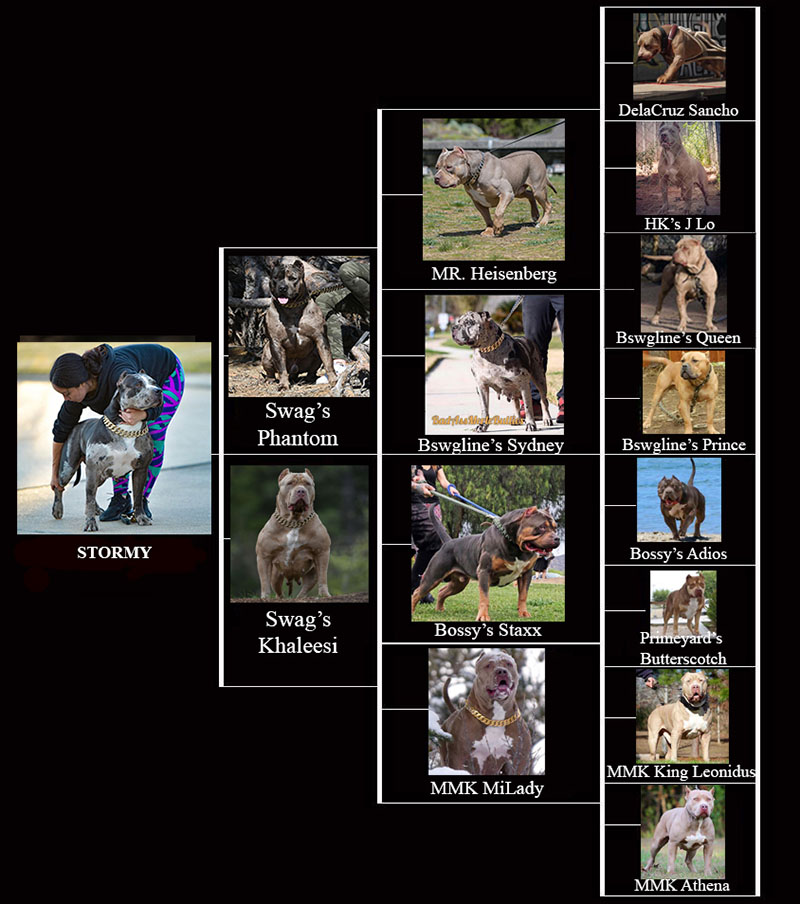 STORMY
Swag's
Phantom
Swag's
Khaleesi
MR. Heisenberg
BadAssMerleBullies
Bswgline's Sydney
Bossy's Staxx
MMK MiLady
DelaCruz Sancho
HK's J Lo
Bswgline's Queen
Bswgline's Prince
Bossy's Adios
Primeyard's
Butterscotch
MMK King Leonidus
MMK Athena